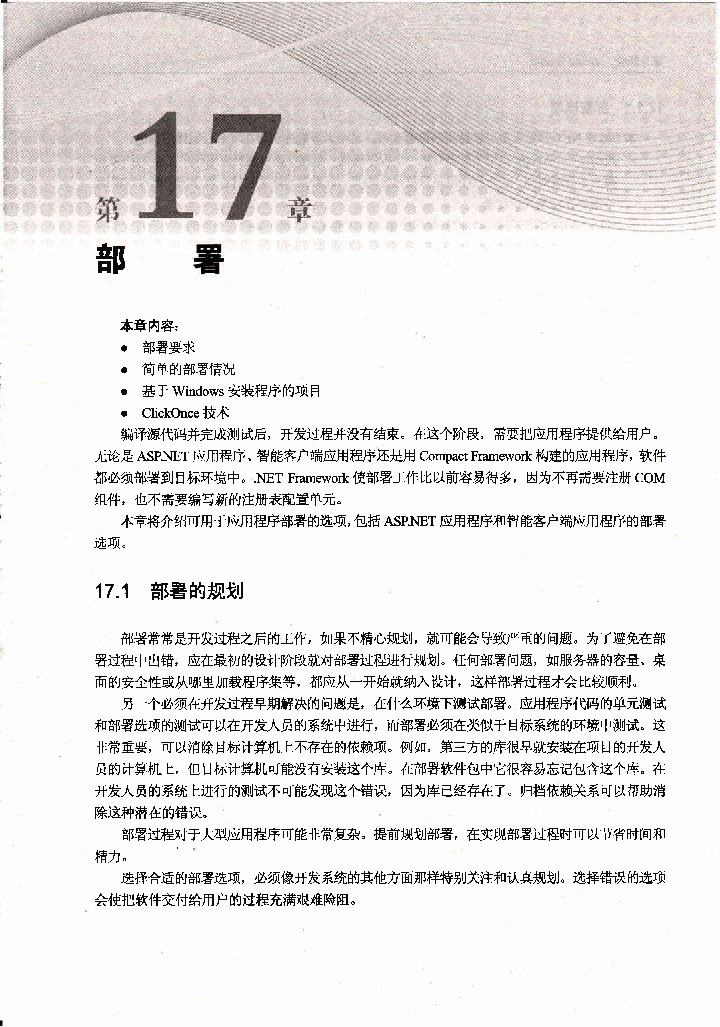 第17章
部 署
本章内容：
● 部署要求
● 简单的部署情况
● 基于 Windows 安装程序的项目
● ClickOnce 技术
编译源代码并完成测试后，开发过程并没有结束。在这个阶段，需要把应用程序提供给用户。
无论是 ASP.NET 应用程序、智能客户端应用程序还是用 Compact Framework 构建的应用程序，软件
都必须部署到目标环境中。.NET Framework 使部署工作比以前容易得多，因为不再需要注册 COM
组件，也不需要编写新的注册表配置单元。
本章将介绍可用于应用程序部署的选项，包括 ASP.NET 应用程序和智能客户端应用程序的部署
选项。
17.1 部署的规划
部署常常是开发过程之后的工作，如果不精心规划，就可能会导致严重的问题。为了避免在部
署过程中出错，应在最初的设计阶段就对部署过程进行规划。任何部署问题，如服务器的容量、桌
面的安全性或从哪里加载程序集等，都应从一开始就纳入设计，这样部署过程才会比较顺利。
另一个必须在开发过程早期解决的问题是，在什么环境下测试部署。应用程序代码的单元测试
和部署选项的测试可以在开发人员的系统中进行，而部署必须在类似于目标系统的环境中测试。这
非常重要，可以消除目标计算机上不存在的依赖项。例如，第三方的库很早就安装在项目的开发人
员的计算机上，但目标计算机可能没有安装这个库。在部署软件包中它很容易忘记包含这个库。在
开发人员的系统上进行的测试不可能发现这个错误，因为库已经存在了。归档依赖关系可以帮助消
除这种潜在的错误。
部署过程对于大型应用程序可能非常复杂。提前规划部署，在实现部署过程时可以节省时间和
精力。
选择合适的部署选项，必须像开发系统的其他方面那样特别关注和认真规划。选择错误的选项
会使把软件交付给用户的过程充满艰难险阻。